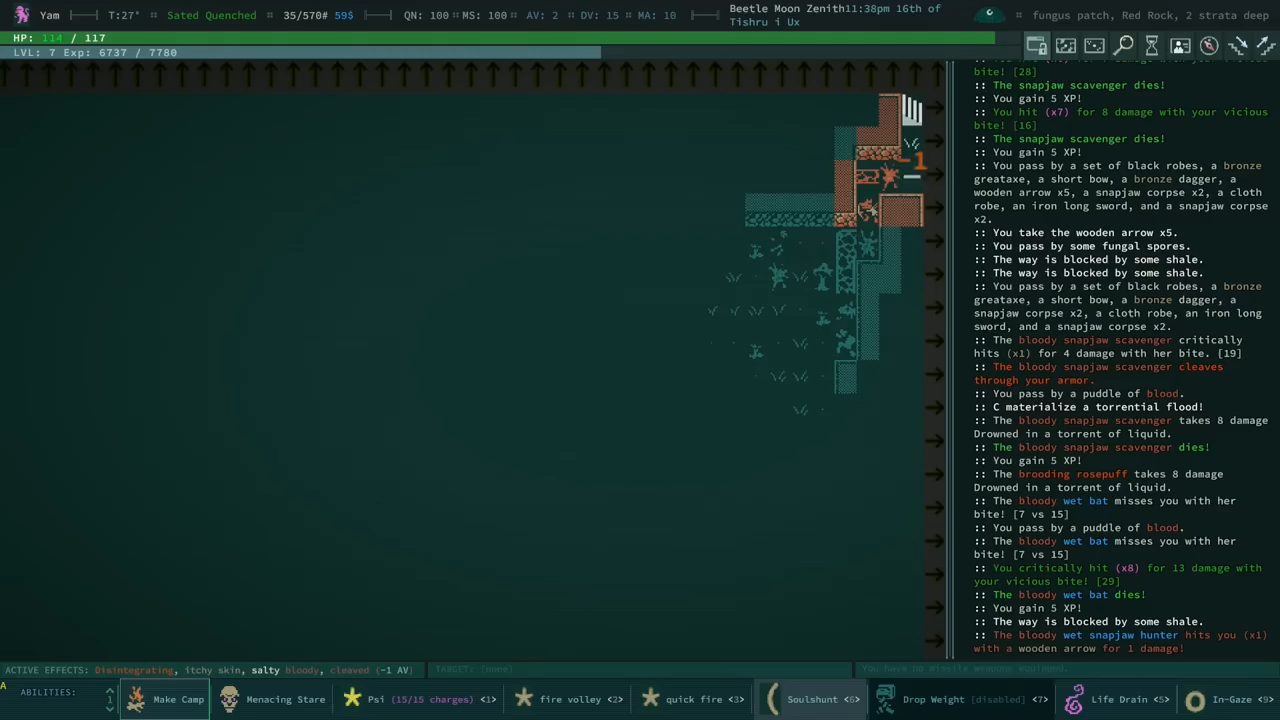 Yam T:27° Sated Quenched 35/570# 59$ QN: 100 MS: 100 AV: 2 DV: 15 MA: 10 Beetle Moon Zenith 11:38pm 16th of fungus patch, Red Rock, 2 strata deep
Tishru i Ux
HP: 114 / 117
LVL: 7 Exp: 6737 / 7780
bite! [28]
:: The snapjaw scavenger dies!
:: You gain 5 XP!
:: You hit (x7) for 8 damage with your vicious
bite! [16]
:: The snapjaw scavenger dies!
:: You gain 5 XP!
:: You pass by a set of black robes, a bronze
greataxe, a short bow, a bronze dagger, a
wooden arrow x5, a snapjaw corpse x2, a cloth
robe, an iron long sword, and a snapjaw corpse
x2.
:: You take the wooden arrow x5.
:: You pass by some fungal spores.
:: The way is blocked by some shale.
:: The way is blocked by some shale.
:: You pass by a set of black robes, a bronze
greataxe, a short bow, a bronze dagger, a
snapjaw corpse x2, a cloth robe, an iron long
sword, and a snapjaw corpse x2.
:: The bloody snapjaw scavenger critically
hits (x1) for 4 damage with her bite. [19]
:: The bloody snapjaw scavenger cleaves
through your armor.
:: You pass by a puddle of blood.
:: C materialize a torrential flood!
:: The bloody snapjaw scavenger takes 8 damage
Drowned in a torrent of liquid.
:: The bloody snapjaw scavenger dies!
:: You gain 5 XP!
:: The brooding rosepuff takes 8 damage
Drowned in a torrent of liquid.
:: The bloody wet bat misses you with her
bite! [7 vs 15]
:: You pass by a puddle of blood.
:: The bloody wet bat misses you with her
bite! [7 vs 15]
:: You critically hit (x8) for 13 damage with
your vicious bite! [29]
:: The bloody wet bat dies!
:: You gain 5 XP!
:: The way is blocked by some shale.
:: The bloody wet snapjaw hunter hits you (x1)
with a wooden arrow for 1 damage!
-1
ACTIVE EFFECTS: Disintegrating, itchy skin, salty bloody, cleaved (-1 AV) TARGET: [none] You have no missile weapons equipped.
A
ABILITIES: 1 Make Camp Menacing Stare Psi (15/15 charges) <1> fire volley <2> quick fire <3> Soulshunt <6> Drop Weight [disabled] <7> Life Drain <5> In-Gaze <9>